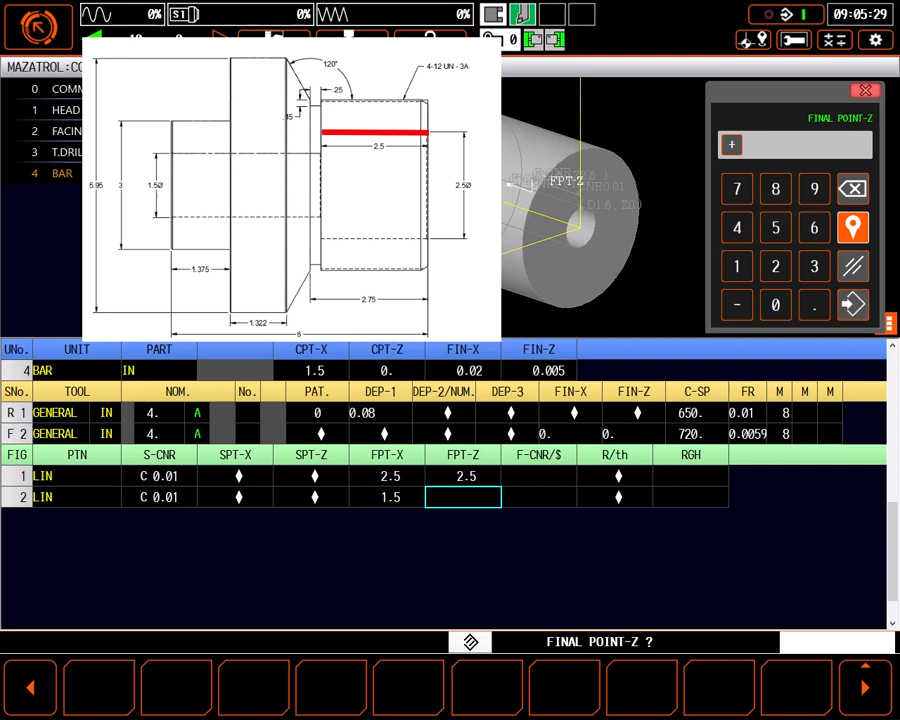 0% S1 0% 0% 09:05:29
0
MAZATROL:CO
0 COMM
1 HEAD
2 FACIN
3 T.DRIL
4 BAR
120°
4-12 UN - 3A
.25
.15
2.5
5.95 3 1.50 2.50
1.375
2.75
1.322
6
FPT-Z
FINAL POINT-Z
+
7 8 9
4 5 6
1 2 3
- 0 .
UNo. UNIT PART CPT-X CPT-Z FIN-X FIN-Z
4 BAR IN 1.5 0. 0.02 0.005
SNo. TOOL NOM. No. PAT. DEP-1 DEP-2/NUM. DEP-3 FIN-X FIN-Z C-SP FR M M M
R 1 GENERAL IN 4. A 0 0.08 ♦ ♦ ♦ ♦ 650. 0.01 8
F 2 GENERAL IN 4. A ♦ ♦ ♦ ♦ 0. 0. 720. 0.0059 8
FIG PTN S-CNR SPT-X SPT-Z FPT-X FPT-Z F-CNR/$ R/th RGH
1 LIN C 0.01 ♦ ♦ 2.5 2.5 ♦
2 LIN C 0.01 ♦ ♦ 1.5 ♦
FINAL POINT-Z ?